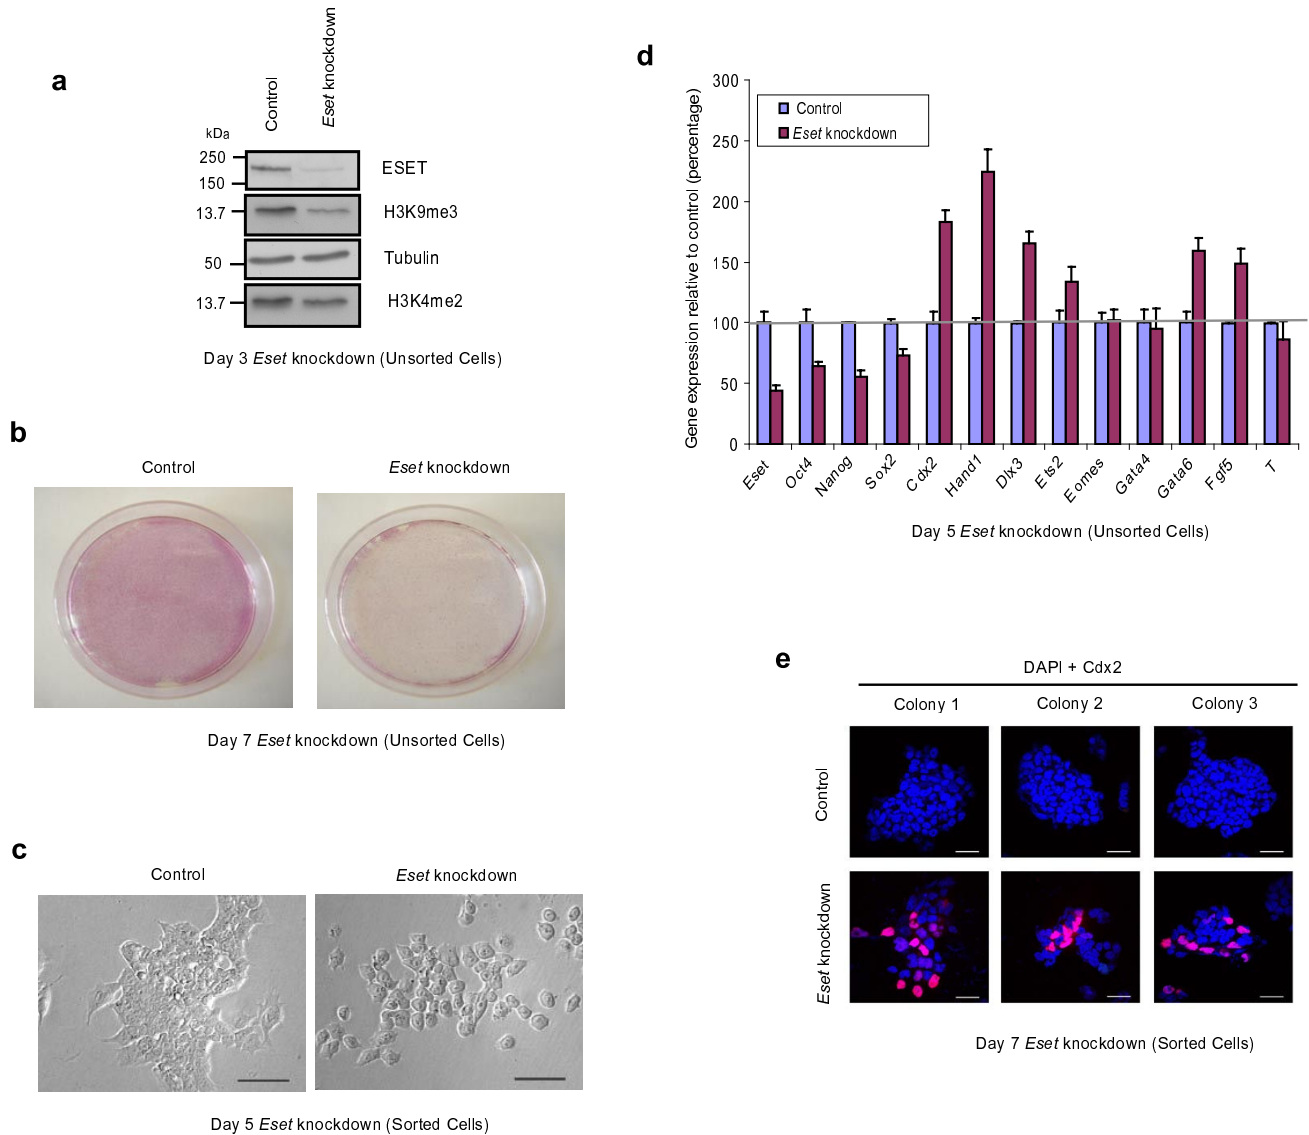 a
Control
Eset knockdown
kDa
250
150
ESET
13.7
H3K9me3
50
Tubulin
13.7
H3K4me2
Day 3 Eset knockdown (Unsorted Cells)
b
Control
Eset knockdown
Day 7 Eset knockdown (Unsorted Cells)
c
Control
Eset knockdown
Day 5 Eset knockdown (Sorted Cells)
d
Gene expression relative to control (percentage)
300
250
200
150
100
50
0
Control
Eset knockdown
Eset
Oct4
Nanog
Sox2
Cdx2
Hand1
Dlx3
Ets2
Eomes
Gata4
Gata6
Fgf5
T
Day 5 Eset knockdown (Unsorted Cells)
e
DAPI + Cdx2
Colony 1
Colony 2
Colony 3
Control
Eset knockdown
Day 7 Eset knockdown (Sorted Cells)